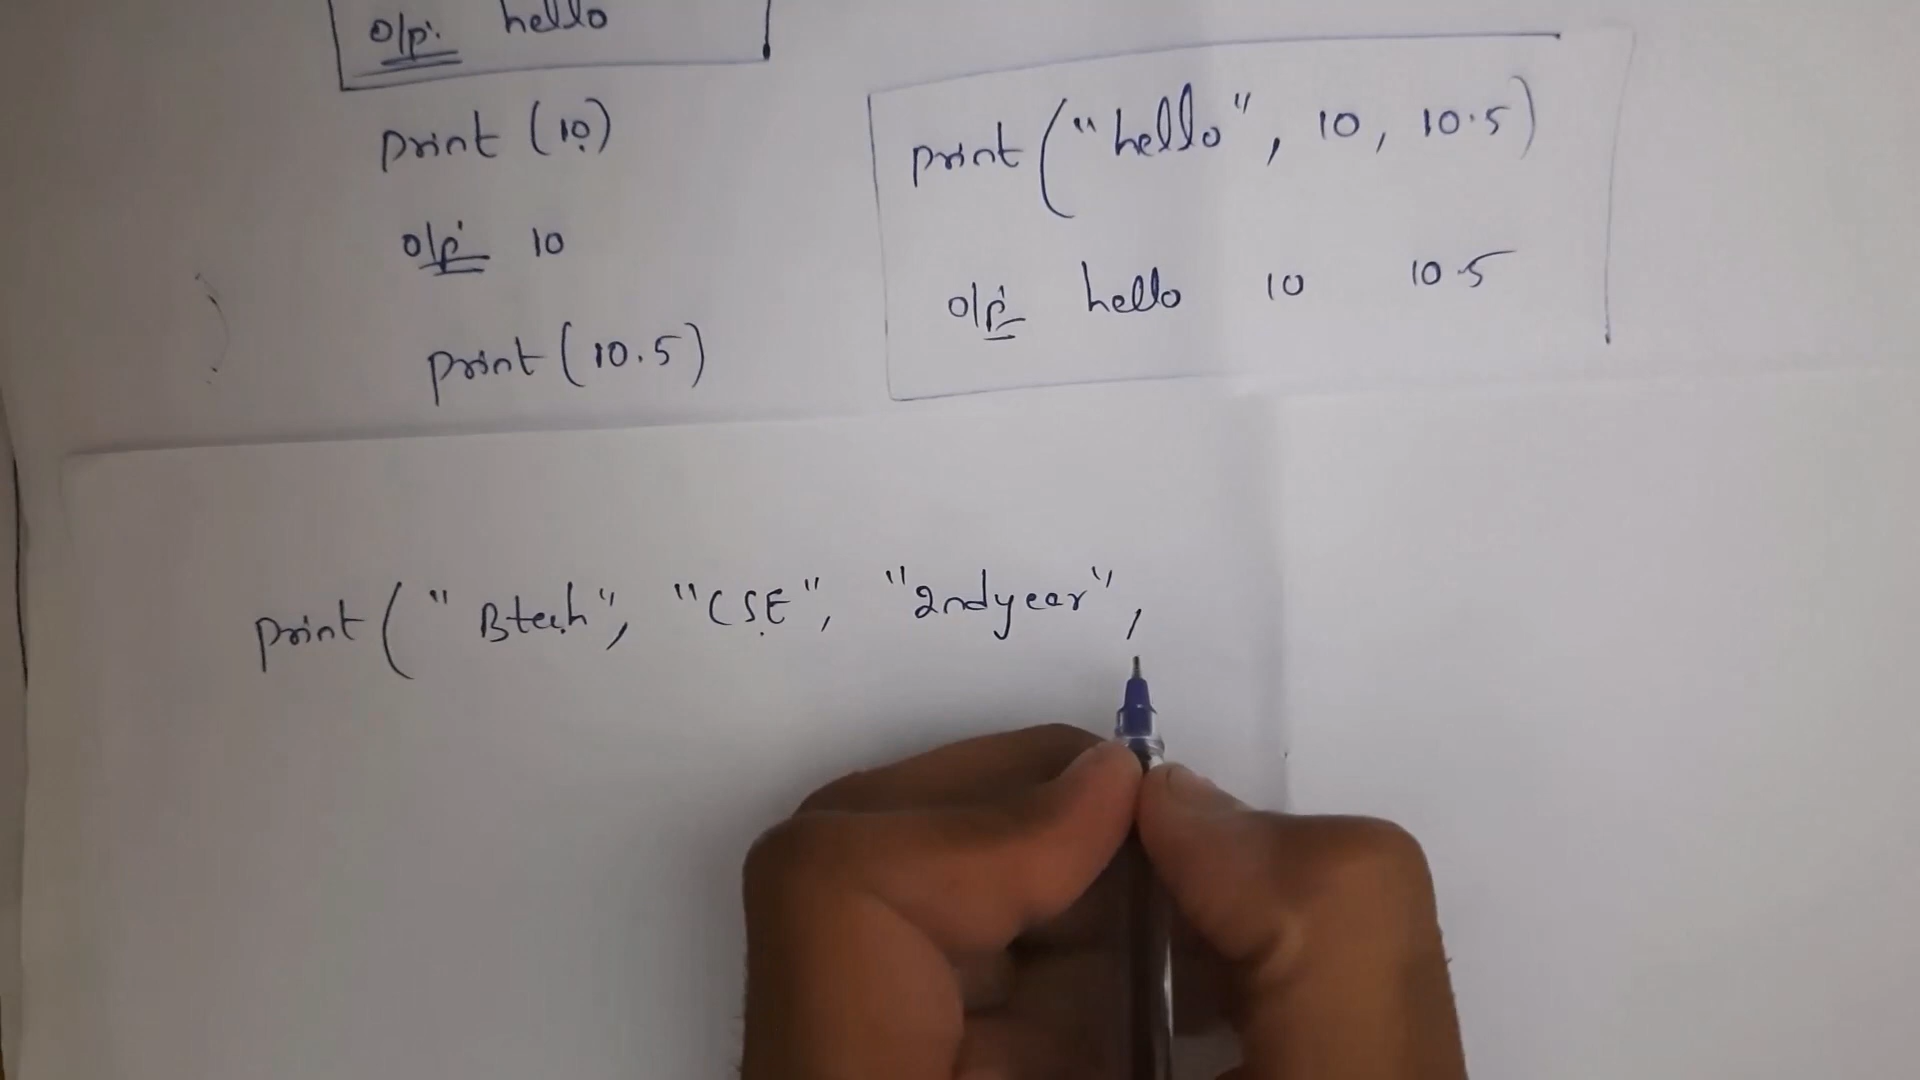 o/p: hello
print (10)
o/p: 10
print (10.5)
print ("hello", 10, 10.5)
o/p: hello 10 10.5
print ("Btech", "CSE", "2ndyear",